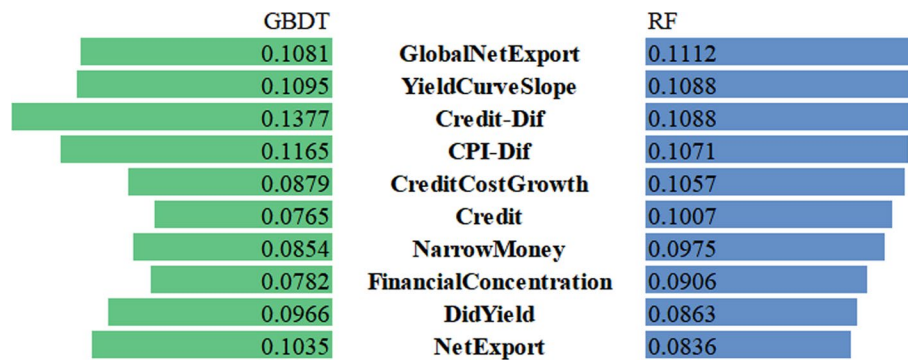 GBDT RF
0.1081 GlobalNetExport 0.1112
0.1095 YieldCurveSlope 0.1088
0.1377 Credit-Dif 0.1088
0.1165 CPI-Dif 0.1071
0.0879 CreditCostGrowth 0.1057
0.0765 Credit 0.1007
0.0854 NarrowMoney 0.0975
0.0782 FinancialConcentration 0.0906
0.0966 DidYield 0.0863
0.1035 NetExport 0.0836